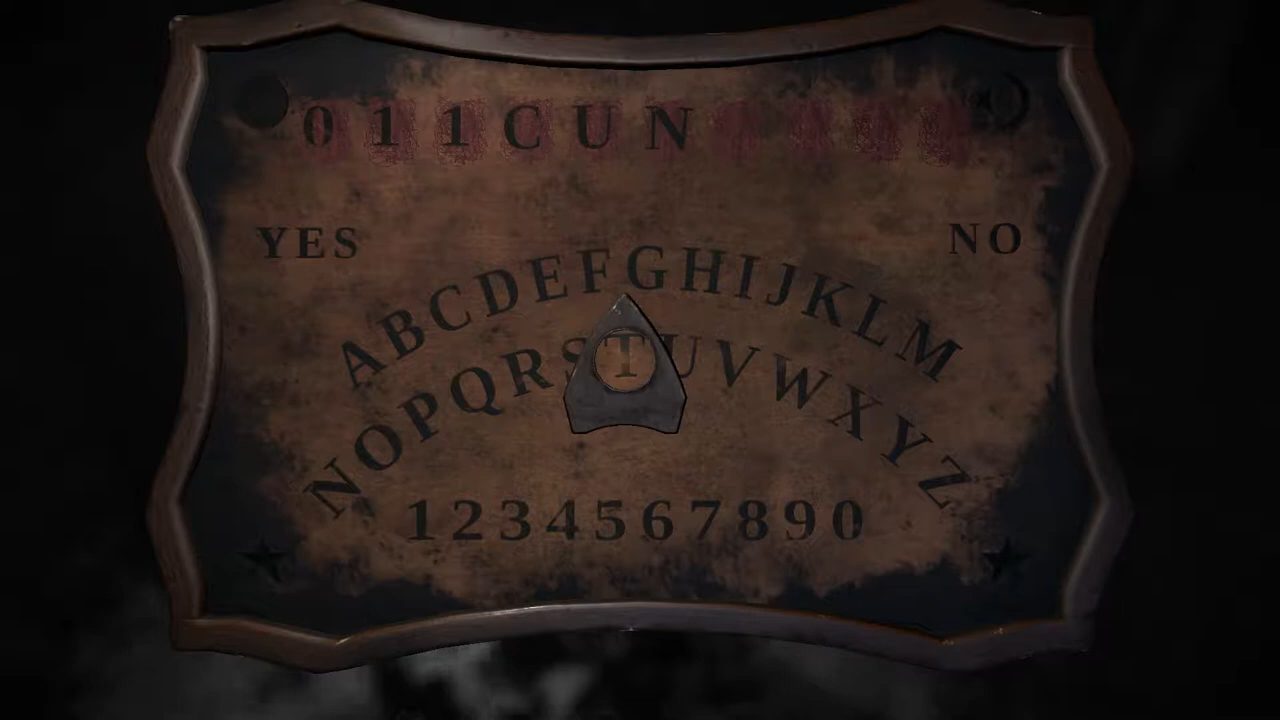 011CUN
YES NO
ABCDEFGHIJKLM
NOPQRSTUVWXYZ
1234567890